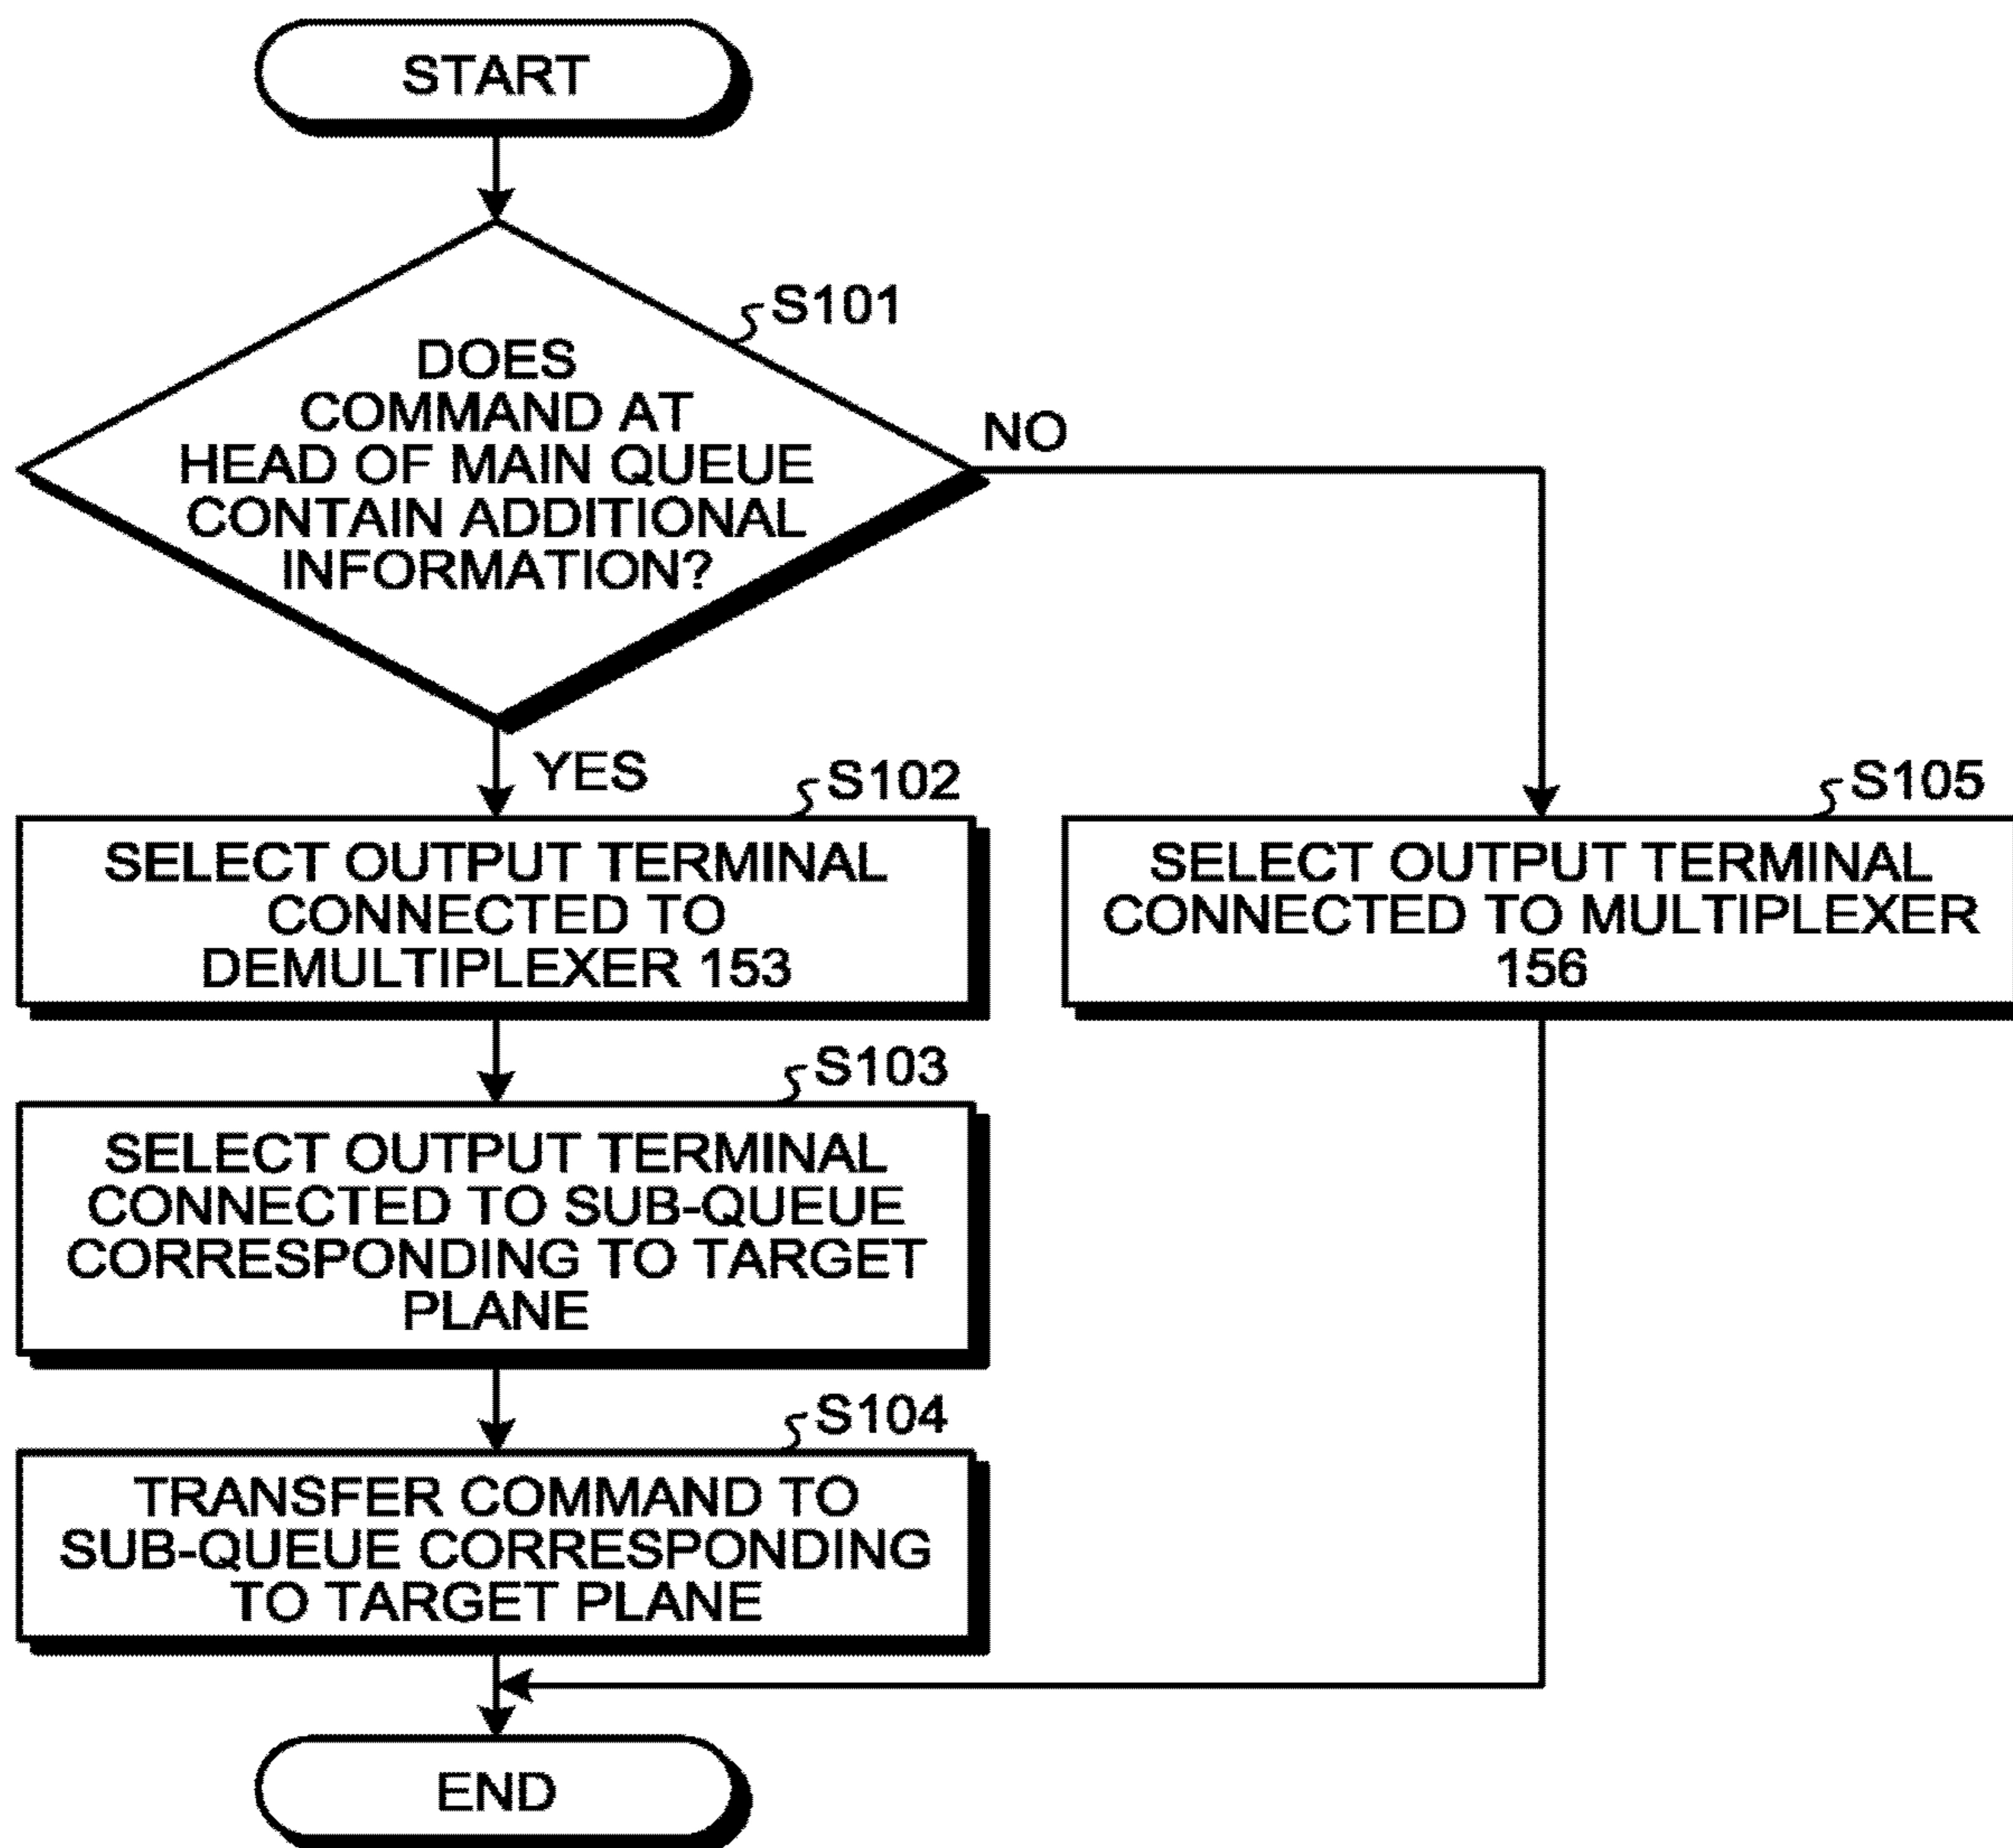 START
S101
DOES
COMMAND AT
HEAD OF MAIN QUEUE
CONTAIN ADDITIONAL
INFORMATION?
NO
YES
S102
SELECT OUTPUT TERMINAL
CONNECTED TO
DEMULTIPLEXER 153
S105
SELECT OUTPUT TERMINAL
CONNECTED TO MULTIPLEXER
156
S103
SELECT OUTPUT TERMINAL
CONNECTED TO SUB-QUEUE
CORRESPONDING TO TARGET
PLANE
S104
TRANSFER COMMAND TO
SUB-QUEUE CORRESPONDING
TO TARGET PLANE
END